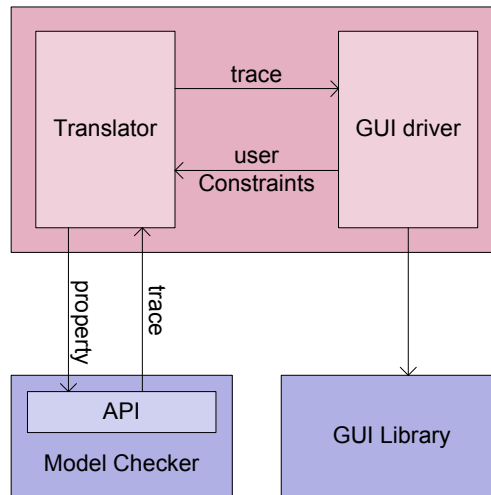 trace
Translator
GUI driver
user
Constraints
property
trace
API
Model Checker
GUI Library